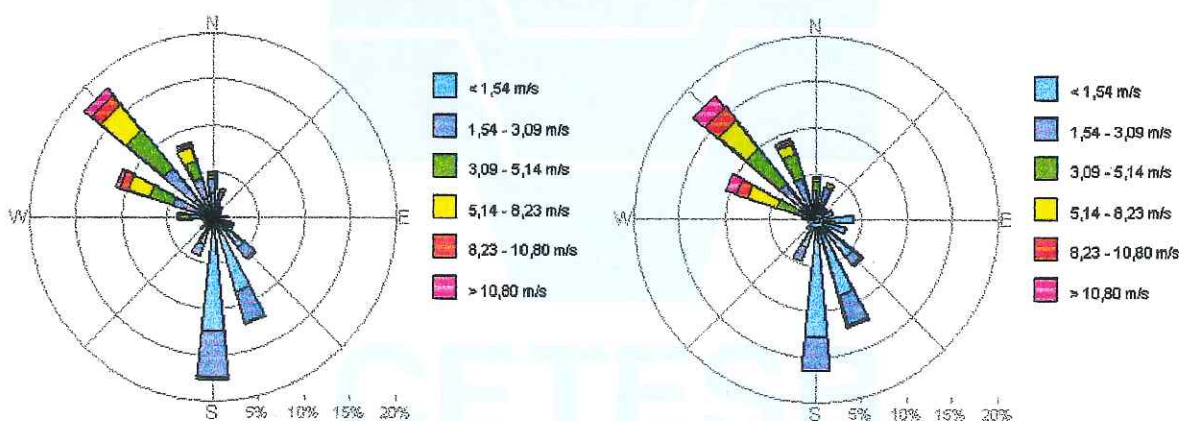 N
W
E
S
5% 10% 15% 20%
< 1,54 m/s
1,54 - 3,09 m/s
3,09 - 5,14 m/s
5,14 - 8,23 m/s
8,23 - 10,80 m/s
> 10,80 m/s
N
W
E
S
5% 10% 15% 20%
< 1,54 m/s
1,54 - 3,09 m/s
3,09 - 5,14 m/s
5,14 - 8,23 m/s
8,23 - 10,80 m/s
> 10,80 m/s
CETESB